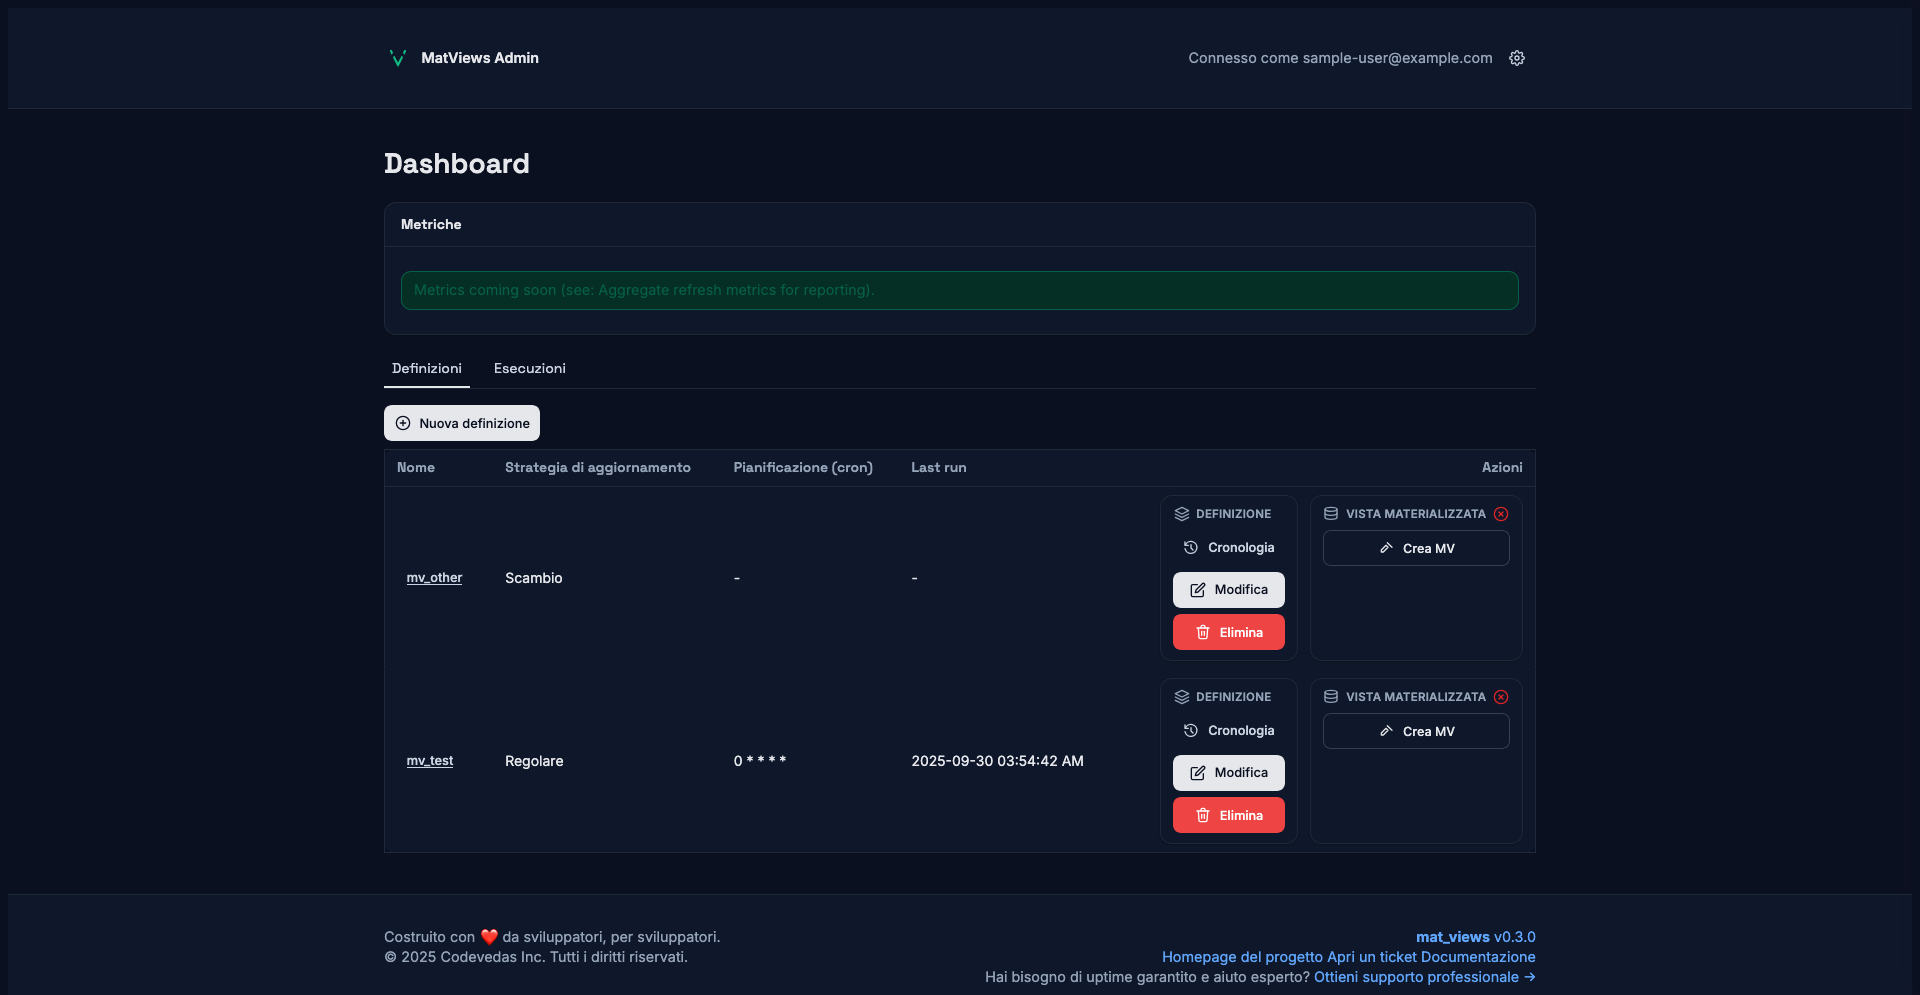 MatViews Admin
Connesso come sample-user@example.com
Dashboard
Metriche
Metrics coming soon (see: Aggregate refresh metrics for reporting).
Definizioni Esecuzioni
Nuova definizione
Nome Strategia di aggiornamento Pianificazione (cron) Last run Azioni
DEFINIZIONE VISTA MATERIALIZZATA
Cronologia Crea MV
mv_other Scambio - -
Modifica
Elimina
DEFINIZIONE VISTA MATERIALIZZATA
Cronologia Crea MV
mv_test Regolare 0 * * * * 2025-09-30 03:54:42 AM
Modifica
Elimina
Costruito con ❤️ da sviluppatori, per sviluppatori.
© 2025 Codevedas Inc. Tutti i diritti riservati.
mat_views v0.3.0
Homepage del progetto Apri un ticket Documentazione
Hai bisogno di uptime garantito e aiuto esperto? Ottieni supporto professionale →